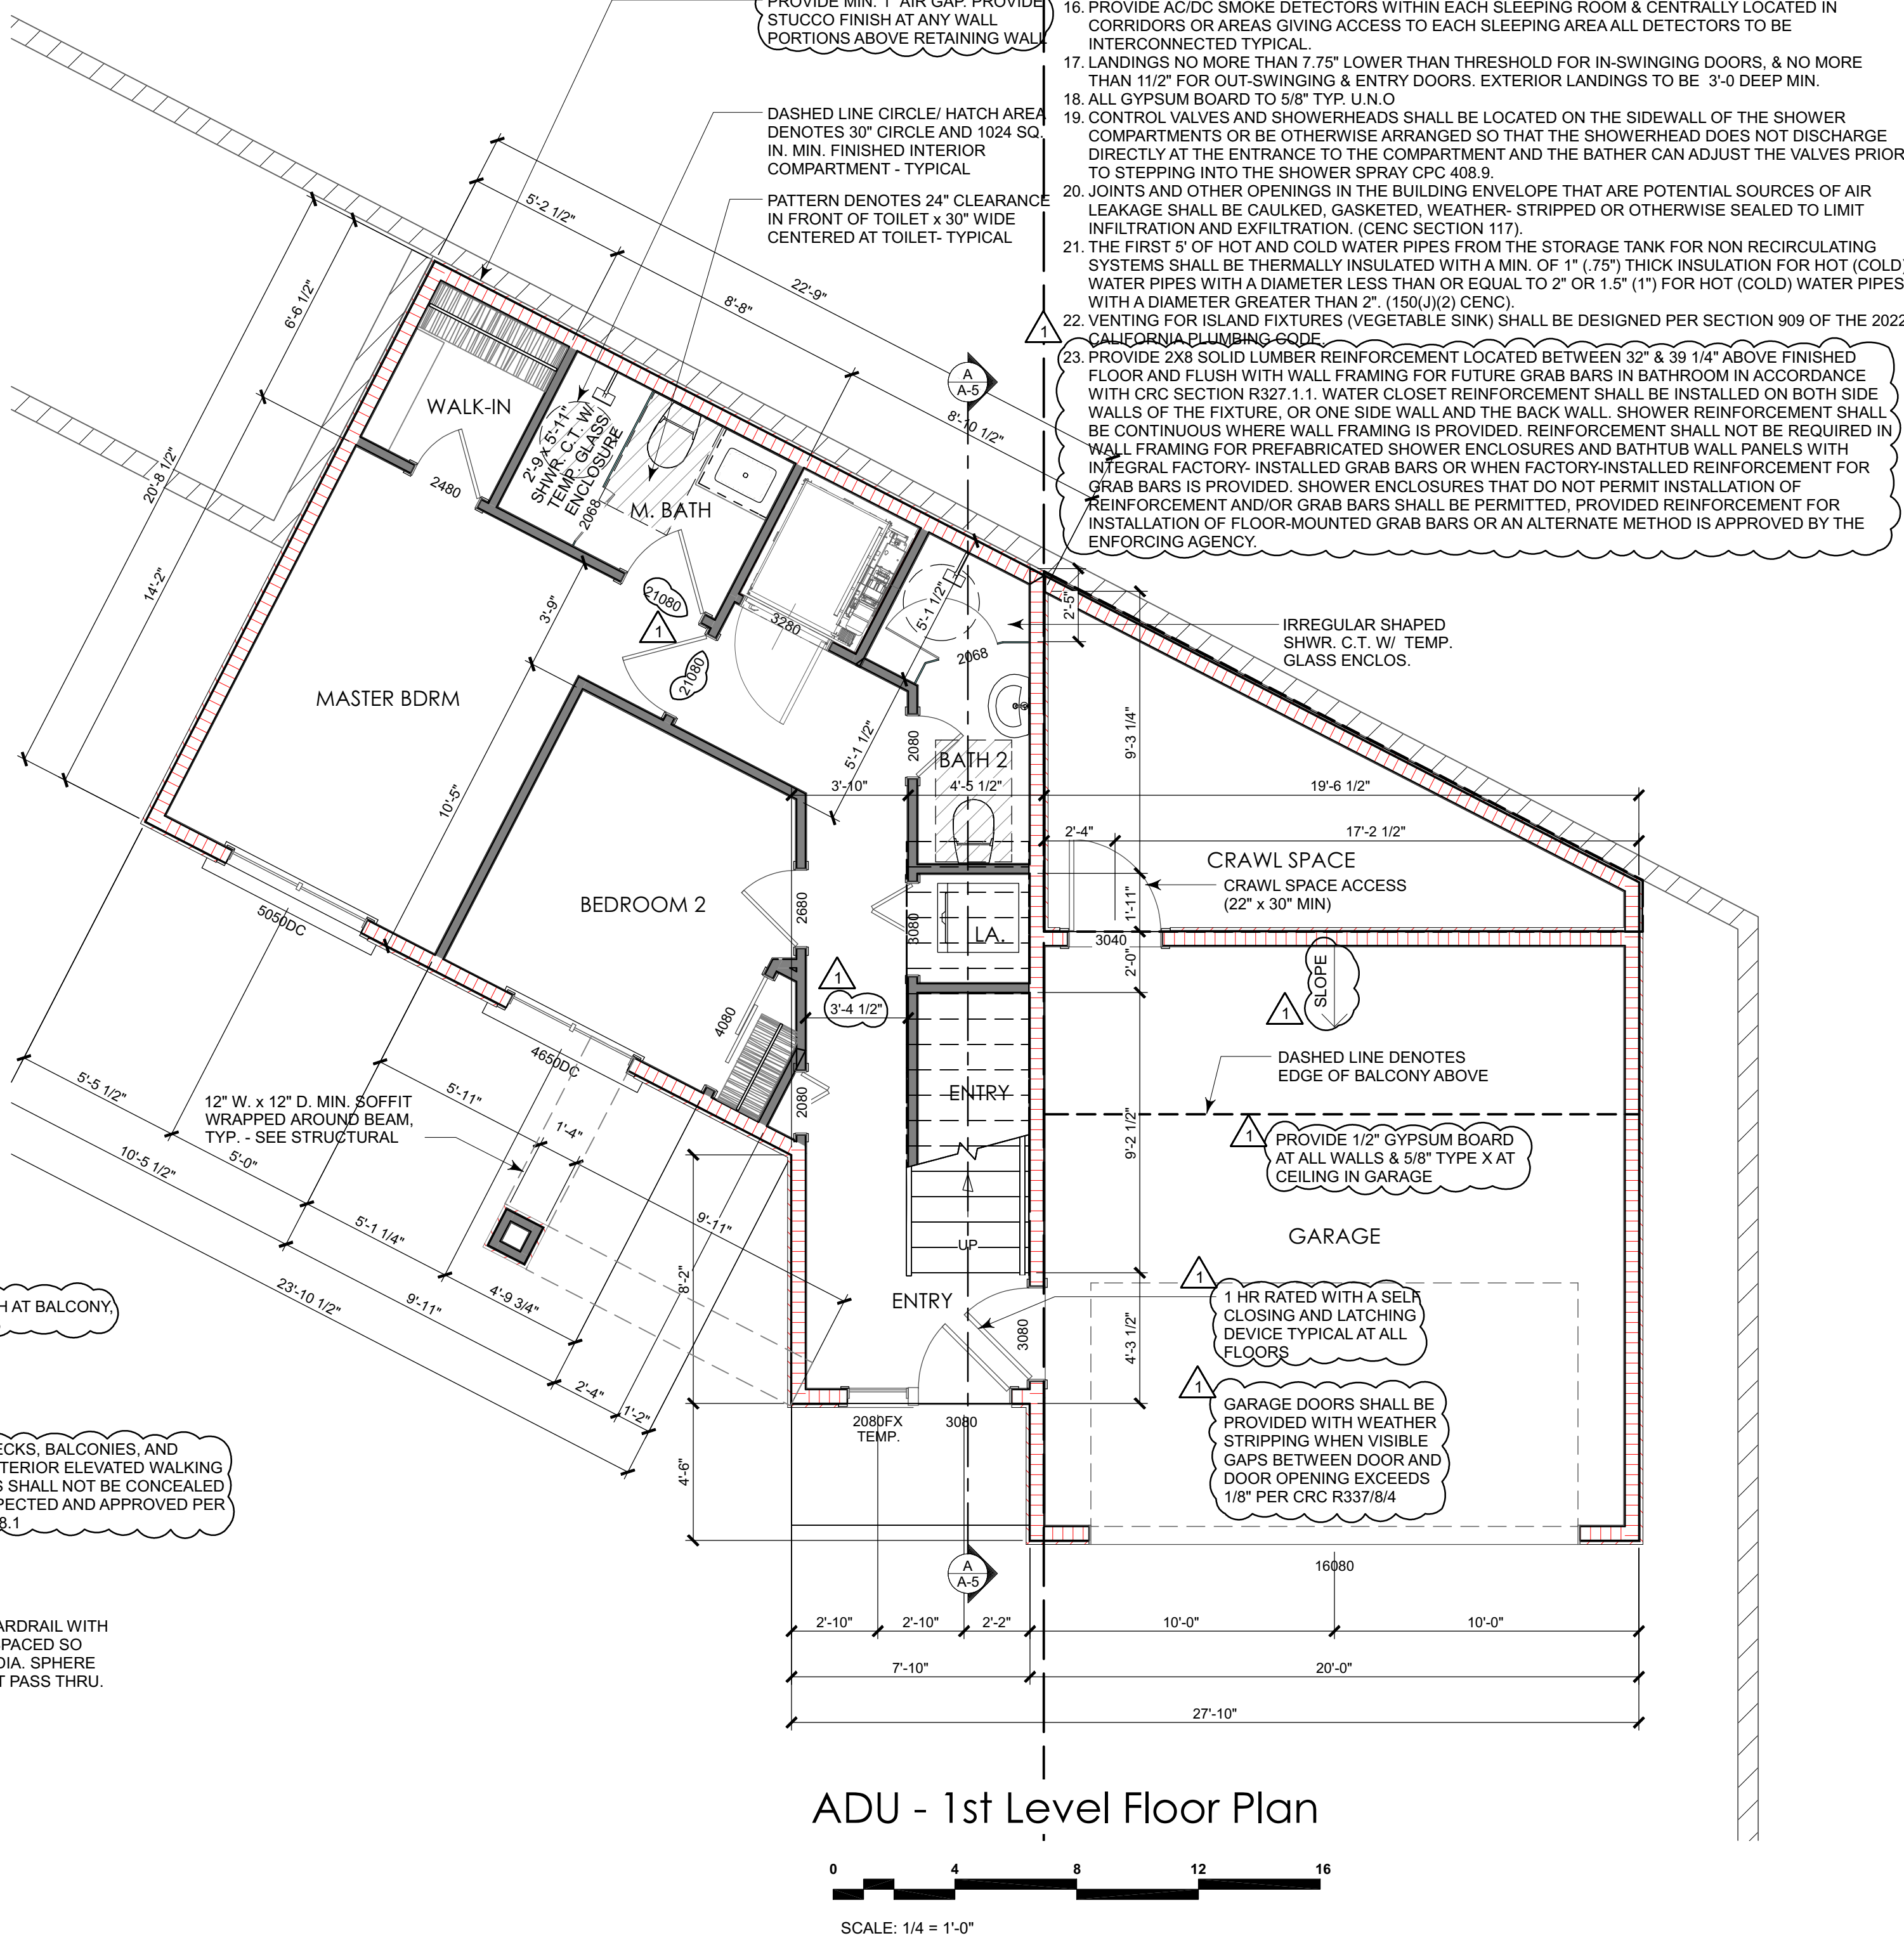 PROVIDE MIN. 1" AIR GAP. PROVIDE
STUCCO FINISH AT ANY WALL
PORTIONS ABOVE RETAINING WALL
DASHED LINE CIRCLE/ HATCH AREA
DENOTES 30" CIRCLE AND 1024 SQ.
IN. MIN. FINISHED INTERIOR
COMPARTMENT - TYPICAL
PATTERN DENOTES 24" CLEARANCE
IN FRONT OF TOILET x 30" WIDE
CENTERED AT TOILET- TYPICAL
16. PROVIDE AC/DC SMOKE DETECTORS WITHIN EACH SLEEPING ROOM & CENTRALLY LOCATED IN
CORRIDORS OR AREAS GIVING ACCESS TO EACH SLEEPING AREA ALL DETECTORS TO BE
INTERCONNECTED TYPICAL.
17. LANDINGS NO MORE THAN 7.75" LOWER THAN THRESHOLD FOR IN-SWINGING DOORS, & NO MORE
THAN 11/2" FOR OUT-SWINGING & ENTRY DOORS. EXTERIOR LANDINGS TO BE 3'-0 DEEP MIN.
18. ALL GYPSUM BOARD TO 5/8" TYP. U.N.O
19. CONTROL VALVES AND SHOWERHEADS SHALL BE LOCATED ON THE SIDEWALL OF THE SHOWER
COMPARTMENTS OR BE OTHERWISE ARRANGED SO THAT THE SHOWERHEAD DOES NOT DISCHARGE
DIRECTLY AT THE ENTRANCE TO THE COMPARTMENT AND THE BATHER CAN ADJUST THE VALVES PRIOR
TO STEPPING INTO THE SHOWER SPRAY CPC 408.9.
20. JOINTS AND OTHER OPENINGS IN THE BUILDING ENVELOPE THAT ARE POTENTIAL SOURCES OF AIR
LEAKAGE SHALL BE CAULKED, GASKETED, WEATHER- STRIPPED OR OTHERWISE SEALED TO LIMIT
INFILTRATION AND EXFILTRATION. (CENC SECTION 117).
21. THE FIRST 5' OF HOT AND COLD WATER PIPES FROM THE STORAGE TANK FOR NON RECIRCULATING
SYSTEMS SHALL BE THERMALLY INSULATED WITH A MIN. OF 1" (.75") THICK INSULATION FOR HOT (COLD)
WATER PIPES WITH A DIAMETER LESS THAN OR EQUAL TO 2" OR 1.5" (1") FOR HOT (COLD) WATER PIPES
WITH A DIAMETER GREATER THAN 2". (150(J)(2) CENC).
22. VENTING FOR ISLAND FIXTURES (VEGETABLE SINK) SHALL BE DESIGNED PER SECTION 909 OF THE 2022
CALIFORNIA PLUMBING CODE.
1
23. PROVIDE 2X8 SOLID LUMBER REINFORCEMENT LOCATED BETWEEN 32" & 39 1/4" ABOVE FINISHED
FLOOR AND FLUSH WITH WALL FRAMING FOR FUTURE GRAB BARS IN BATHROOM IN ACCORDANCE
WITH CRC SECTION R327.1.1. WATER CLOSET REINFORCEMENT SHALL BE INSTALLED ON BOTH SIDE
WALLS OF THE FIXTURE, OR ONE SIDE WALL AND THE BACK WALL. SHOWER REINFORCEMENT SHALL
BE CONTINUOUS WHERE WALL FRAMING IS PROVIDED. REINFORCEMENT SHALL NOT BE REQUIRED IN
WALL FRAMING FOR PREFABRICATED SHOWER ENCLOSURES AND BATHTUB WALL PANELS WITH
INTEGRAL FACTORY- INSTALLED GRAB BARS OR WHEN FACTORY-INSTALLED REINFORCEMENT FOR
GRAB BARS IS PROVIDED. SHOWER ENCLOSURES THAT DO NOT PERMIT INSTALLATION OF
REINFORCEMENT AND/OR GRAB BARS SHALL BE PERMITTED, PROVIDED REINFORCEMENT FOR
INSTALLATION OF FLOOR-MOUNTED GRAB BARS OR AN ALTERNATE METHOD IS APPROVED BY THE
ENFORCING AGENCY.
5'-2 1/2"
22'-9"
8'-8"
8'-10 1/2"
6'-6 1/2"
20'-8 1/2"
14'-2"
A
A-5
WALK-IN
2480
2'-9 x 5'-11"
SHWR. C.T. W/
TEMP. GLASS
ENCLOSURE
2068
M. BATH
21080
1
21080
3'-9"
3280
5'-1 1/2"
2068
2'-5"
IRREGULAR SHAPED
SHWR. C.T. W/ TEMP.
GLASS ENCLOS.
MASTER BDRM
10'-5"
5'-1 1/2"
2080
BATH 2
3'-10"
4'-5 1/2"
9'-3 1/4"
19'-6 1/2"
2'-4"
17'-2 1/2"
CRAWL SPACE
CRAWL SPACE ACCESS
(22" x 30" MIN)
1'-11"
3040
2'-0"
BEDROOM 2
2680
3080
LA.
5050DC
4650DC
4080
1
3'-4 1/2"
2080
ENTRY
SLOPE
1
DASHED LINE DENOTES
EDGE OF BALCONY ABOVE
9'-2 1/2"
1
PROVIDE 1/2" GYPSUM BOARD
AT ALL WALLS & 5/8" TYPE X AT
CEILING IN GARAGE
GARAGE
5'-5 1/2"
12" W. x 12" D. MIN. SOFFIT
WRAPPED AROUND BEAM,
TYP. - SEE STRUCTURAL
5'-11"
1'-4"
10'-5 1/2"
5'-0"
5'-1 1/4"
9'-11"
23'-10 1/2"
9'-11"
4'-9 3/4"
2'-4"
1'-2"
8'-2"
4'-6"
UP
ENTRY
3080
4'-3 1/2"
1
1 HR RATED WITH A SELF
CLOSING AND LATCHING
DEVICE TYPICAL AT ALL
FLOORS
1
GARAGE DOORS SHALL BE
PROVIDED WITH WEATHER
STRIPPING WHEN VISIBLE
GAPS BETWEEN DOOR AND
DOOR OPENING EXCEEDS
1/8" PER CRC R337/8/4
H AT BALCONY,
ECKS, BALCONIES, AND
TERIOR ELEVATED WALKING
S SHALL NOT BE CONCEALED
PECTED AND APPROVED PER
8.1
ARDRAIL WITH
PACED SO
DIA. SPHERE
T PASS THRU.
2080FX
TEMP.
3080
A
A-5
16080
2'-10"
2'-10"
2'-2"
10'-0"
10'-0"
7'-10"
20'-0"
27'-10"
ADU - 1st Level Floor Plan
0 4 8 12 16
SCALE: 1/4 = 1'-0"